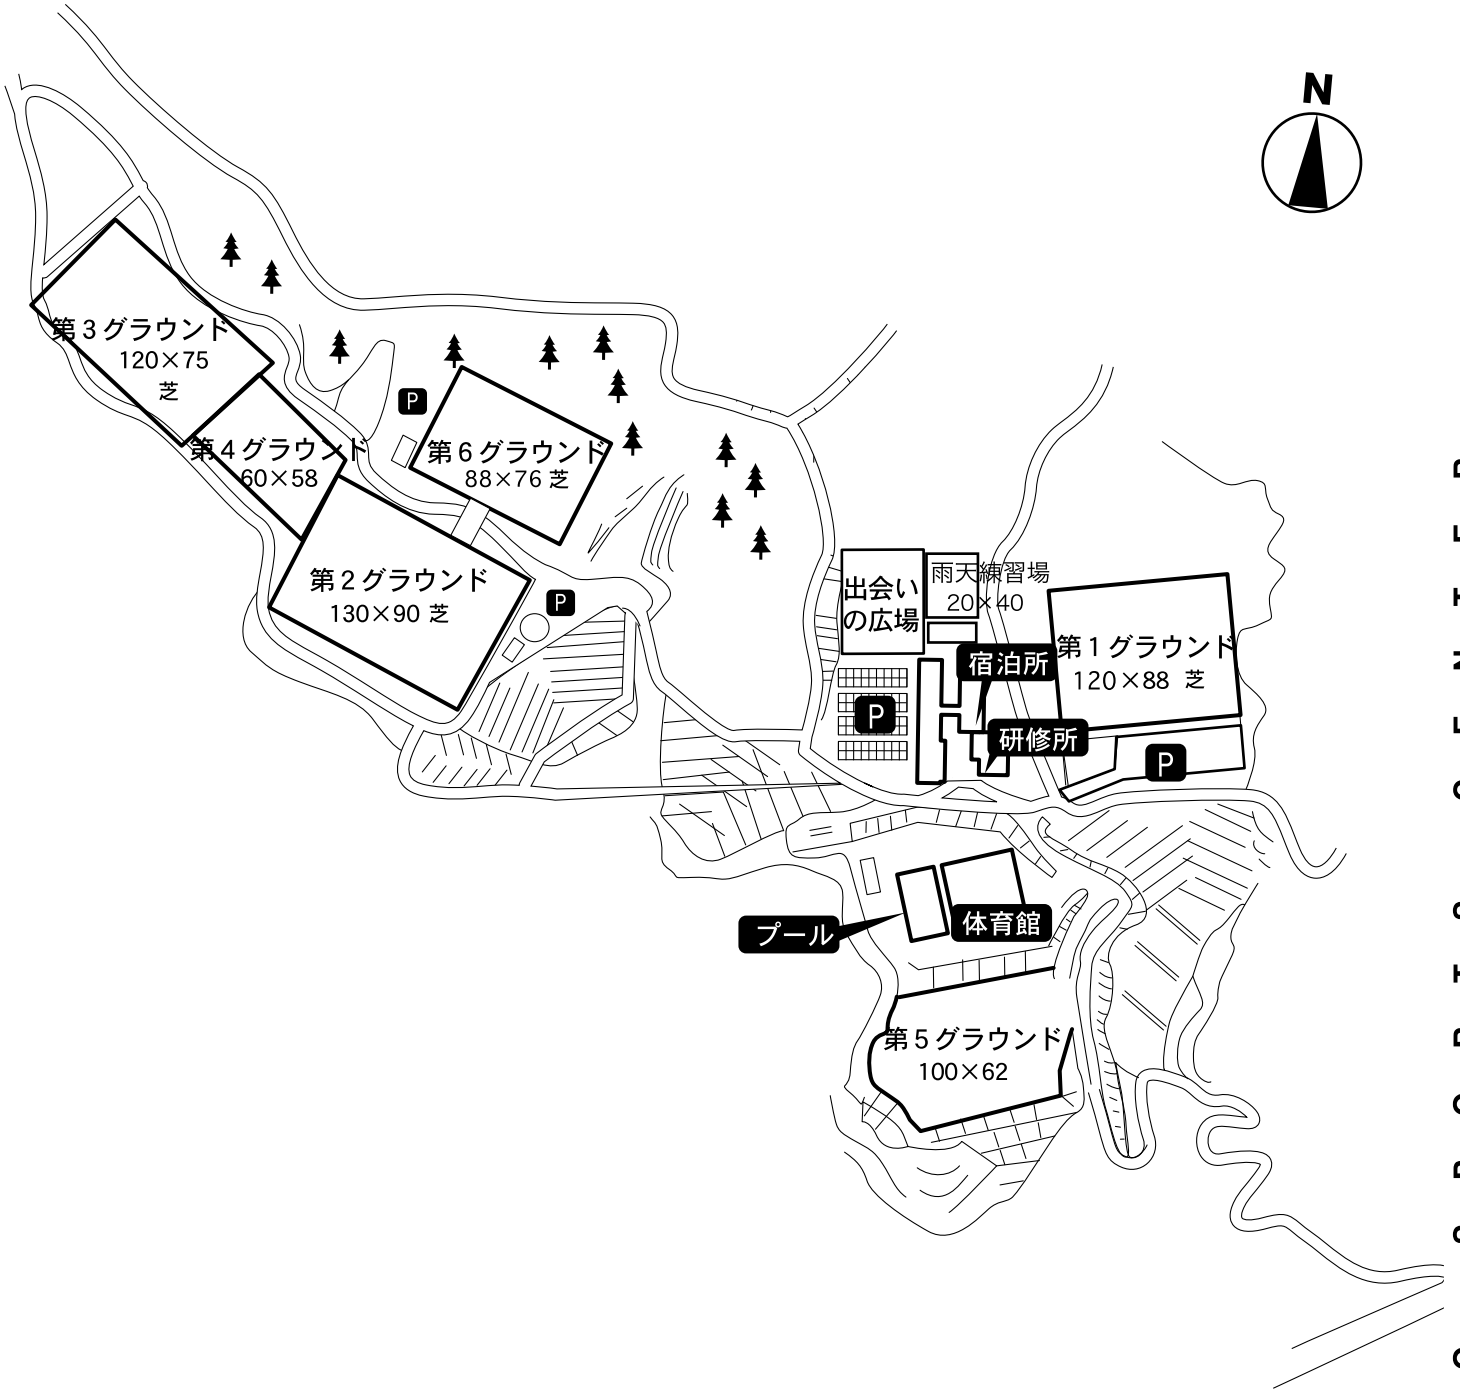 N
第３グラウンド
120×75
芝
P
第４グラウンド
60×58
第６グラウンド
88×76 芝
第２グラウンド
130×90 芝
P
出会い
の広場
雨天練習場
20×40
宿泊所
第１グラウンド
120×88 芝
P
研修所
P
プール
体育館
第５グラウンド
100×62